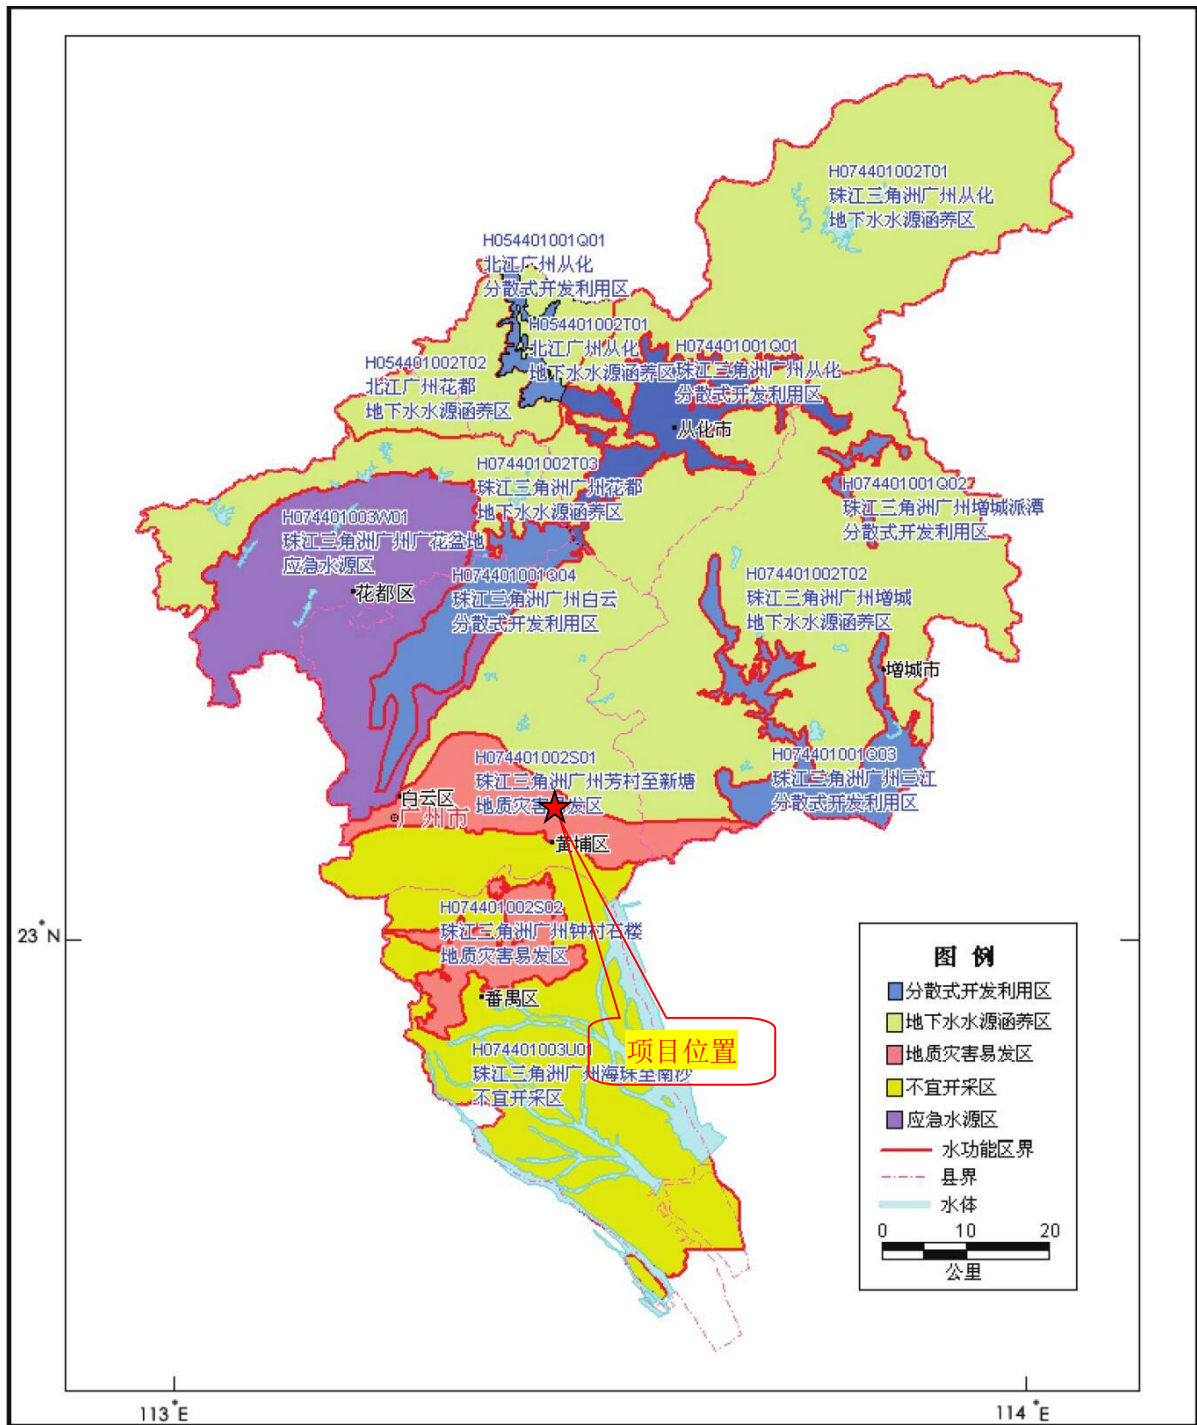 H074401002T01
珠江三角洲广州从化
地下水水源涵养区
H054401001Q01
北江广州从化
分散式开发利用区
H054401002T01
北江广州从化
地下水水源涵养区
H074401001Q01
珠江三角洲广州从化
分散式开发利用区
H054401002T02
北江广州花都
地下水水源涵养区
从化市
H074401002T03
珠江三角洲广州花都
地下水水源涵养区
H074401001Q02
珠江三角洲广州增城派潭
分散式开发利用区
H074401003W01
珠江三角洲广州广花盆地
应急水源区
花都区
H074401001Q04
珠江三角洲广州白云
分散式开发利用区
H074401002T02
珠江三角洲广州增城
地下水水源涵养区
增城市
H074401002S01
珠江三角洲广州芳村至新塘
地质灾害易发区
H074401001Q03
珠江三角洲广州三江
分散式开发利用区
白云区
广州市
黄埔区
H074401002S02
珠江三角洲广州钟村石楼
地质灾害易发区
23°N
番禺区
项目位置
H074401003U01
珠江三角洲广州海珠至南沙
不宜开采区
图 例
分散式开发利用区
地下水水源涵养区
地质灾害易发区
不宜开采区
应急水源区
水功能区界
县界
水体
0 10 20
公里
113°E
114°E